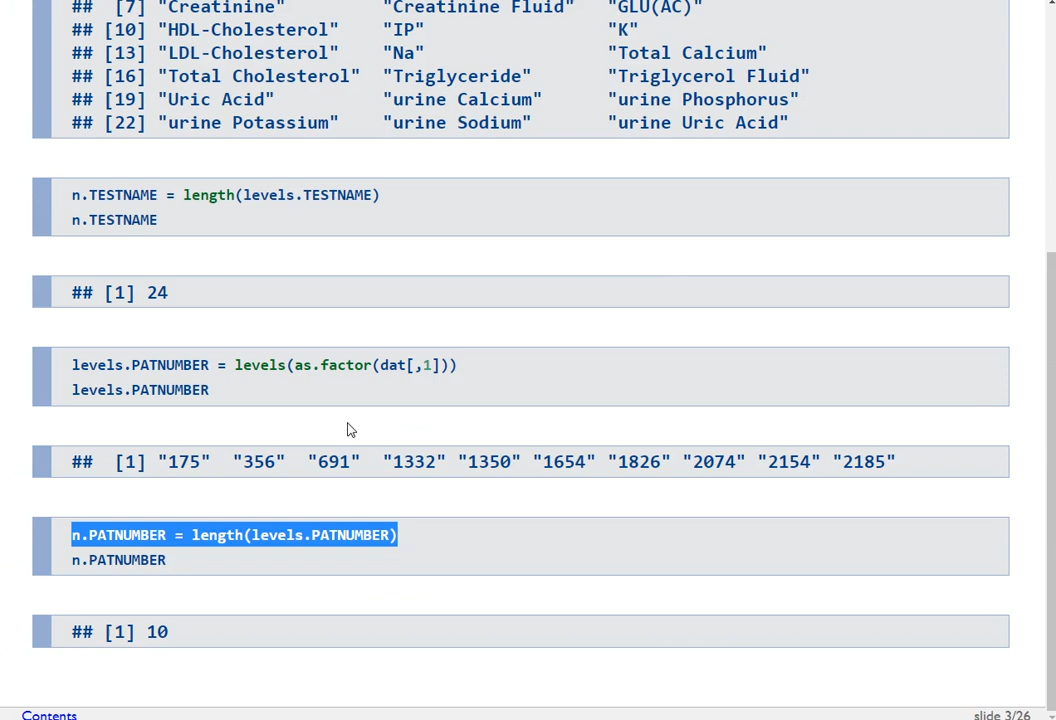 ## [7] "Creatinine" "Creatinine Fluid" "GLU(AC)"
## [10] "HDL-Cholesterol" "IP" "K"
## [13] "LDL-Cholesterol" "Na" "Total Calcium"
## [16] "Total Cholesterol" "Triglyceride" "Triglycerol Fluid"
## [19] "Uric Acid" "urine Calcium" "urine Phosphorus"
## [22] "urine Potassium" "urine Sodium" "urine Uric Acid"
n.TESTNAME = length(levels.TESTNAME)
n.TESTNAME
## [1] 24
levels.PATNUMBER = levels(as.factor(dat[,1]))
levels.PATNUMBER
## [1] "175" "356" "691" "1332" "1350" "1654" "1826" "2074" "2154" "2185"
n.PATNUMBER = length(levels.PATNUMBER)
n.PATNUMBER
## [1] 10
Contents
slide 3/26